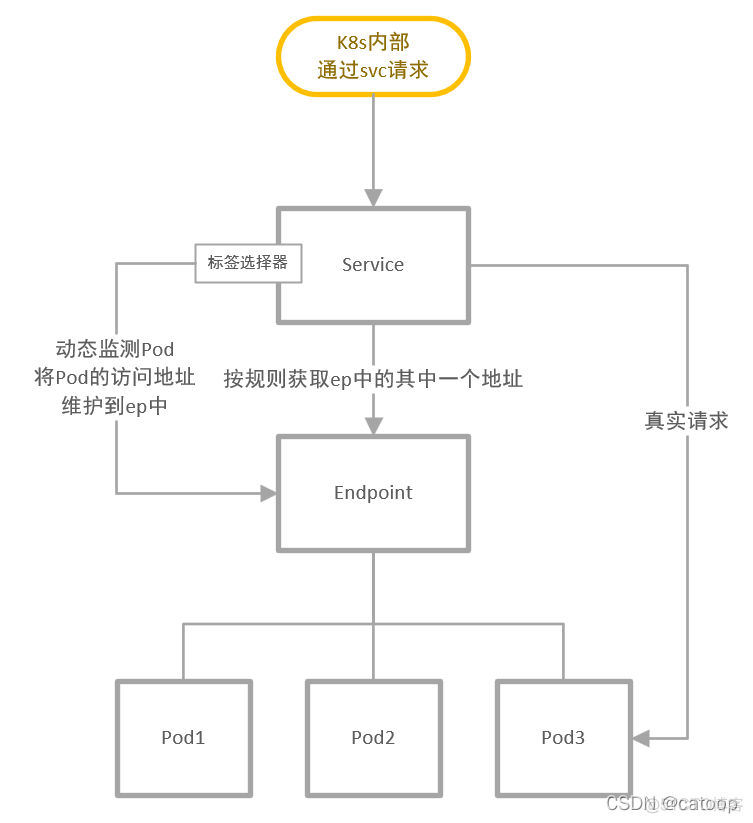 K8s内部
通过svc请求
标签选择器
Service
动态监测Pod
将Pod的访问地址
维护到ep中
按规则获取ep中的其中一个地址
真实请求
Endpoint
Pod1
Pod2
Pod3
CSDN @catoop